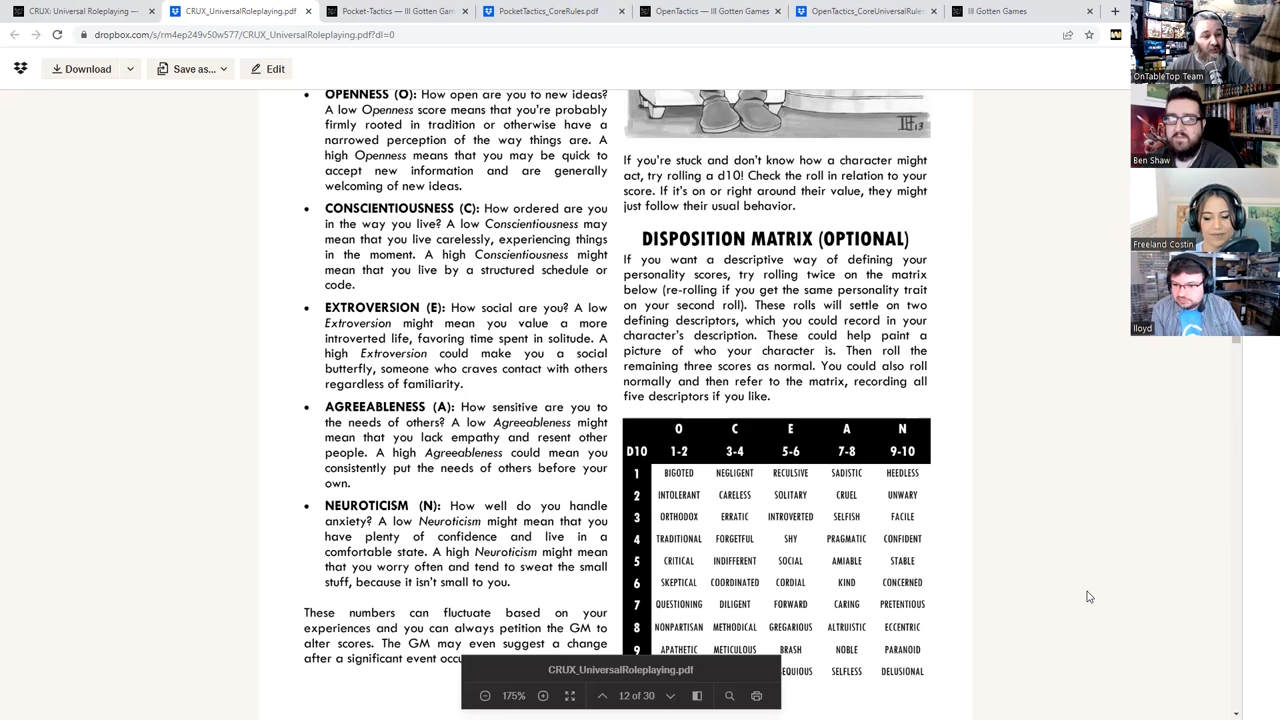 CRUX: Universal Roleplaying —
CRUX_UniversalRoleplaying.pdf
Pocket-Tactics — Ill Gotten Game
PocketTactics_CoreRules.pdf
OpenTactics — Ill Gotten Games
OpenTactics_CoreUniversalRules
Ill Gotten Games
dropbox.com/s/rm4ep249v50w577/CRUX_UniversalRoleplaying.pdf?dl=0
Download
Save as...
Edit
OPENNESS (O): How open are you to new ideas?
A low Openness score means that you're probably
firmly rooted in tradition or otherwise have a
narrowed perception of the way things are. A
high Openness means that you may be quick to
accept new information and are generally
welcoming of new ideas.
CONSCIENTIOUSNESS (C): How ordered are you
in the way you live? A low Conscientiousness may
mean that you live carelessly, experiencing things
in the moment. A high Conscientiousness might
mean that you live by a structured schedule or
code.
EXTROVERSION (E): How social are you? A low
Extroversion might mean you value a more
introverted life, favoring time spent in solitude. A
high Extroversion could make you a social
butterfly, someone who craves contact with others
regardless of familiarity.
AGREEABLENESS (A): How sensitive are you to
the needs of others? A low Agreeableness might
mean that you lack empathy and resent other
people. A high Agreeableness could mean you
consistently put the needs of others before your
own.
NEUROTICISM (N): How well do you handle
anxiety? A low Neuroticism might mean that you
have plenty of confidence and live in a
comfortable state. A high Neuroticism might mean
that you worry often and tend to sweat the small
stuff, because it isn't small to you.
These numbers can fluctuate based on your
experiences and you can always petition the GM to
alter scores. The GM may even suggest a change
after a significant event occu
13
If you're stuck and don't know how a character might
act, try rolling a d10! Check the roll in relation to your
score. If it's on or right around their value, they might
just follow their usual behavior.
DISPOSITION MATRIX (OPTIONAL)
If you want a descriptive way of defining your
personality scores, try rolling twice on the matrix
below (re-rolling if you get the same personality trait
on your second roll). These rolls will settle on two
defining descriptors, which you could record in your
character's description. These could help paint a
picture of who your character is. Then roll the
remaining three scores as normal. You could also roll
normally and then refer to the matrix, recording all
five descriptors if you like.
O C E A N
D10 1-2 3-4 5-6 7-8 9-10
1 BIGOTED NEGLIGENT RECULSIVE SADISTIC HEEDLESS
2 INTOLERANT CARELESS SOLITARY CRUEL UNWARY
3 ORTHODOX ERRATIC INTROVERTED SELFISH FACILE
4 TRADITIONAL FORGETFUL SHY PRAGMATIC CONFIDENT
5 CRITICAL INDIFFERENT SOCIAL AMIABLE STABLE
6 SKEPTICAL COORDINATED CORDIAL KIND CONCERNED
7 QUESTIONING DILIGENT FORWARD CARING PRETENTIOUS
8 NONPARTISAN METHODICAL GREGARIOUS ALTRUISTIC ECCENTRIC
9 APATHETIC METICULOUS BRASH NOBLE PARANOID
EQUIOUS SELFLESS DELUSIONAL
CRUX_UniversalRoleplaying.pdf
175%
12 of 30
OnTableTop Team
Ben Shaw
Freeland Costin
lloyd